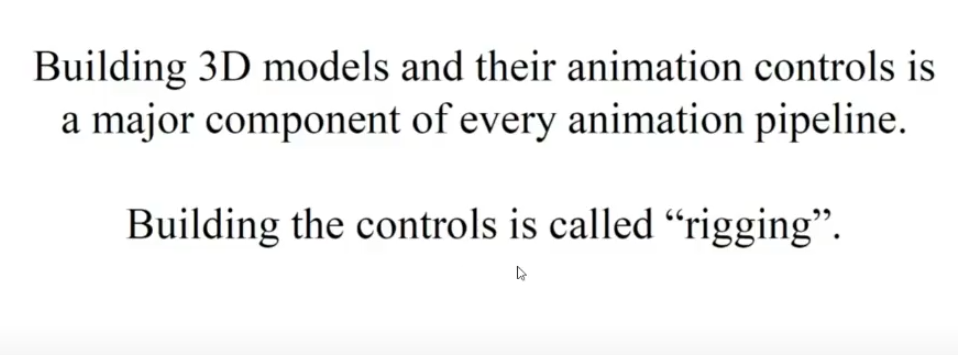 Building 3D models and their animation controls is
a major component of every animation pipeline.
Building the controls is called “rigging”.